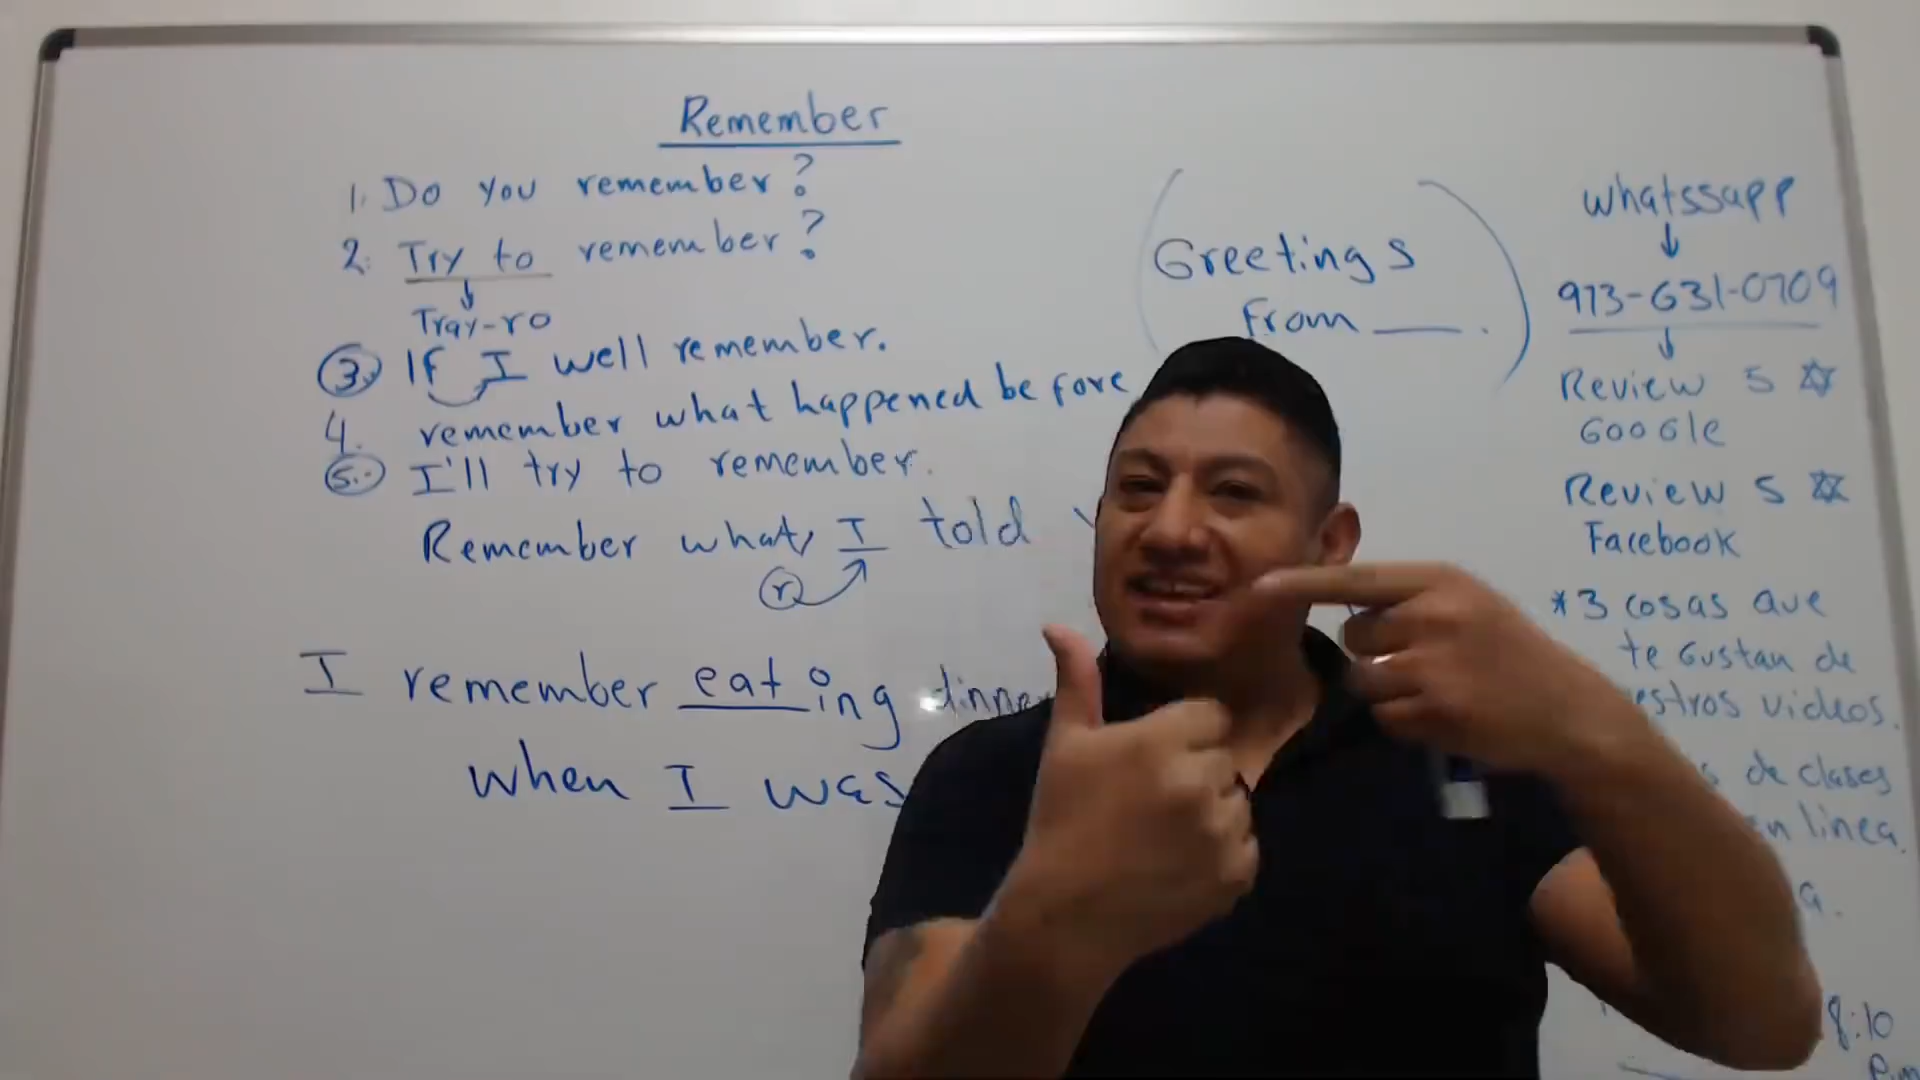 Remember
1. Do you remember?
2. Try to remember?
Tray-ro
3. If I well remember.
4. remember what happened before
5. I'll try to remember.
Remember what I told
r
I remember eating dinner
when I was
Greetings
From ___.
whatssapp
973-631-0709
Review 5 ✡
Google
Review 5 ✡
Facebook
*3 cosas que
te Gustan de
estros videos.
de clases
en linea.
a.
8:10